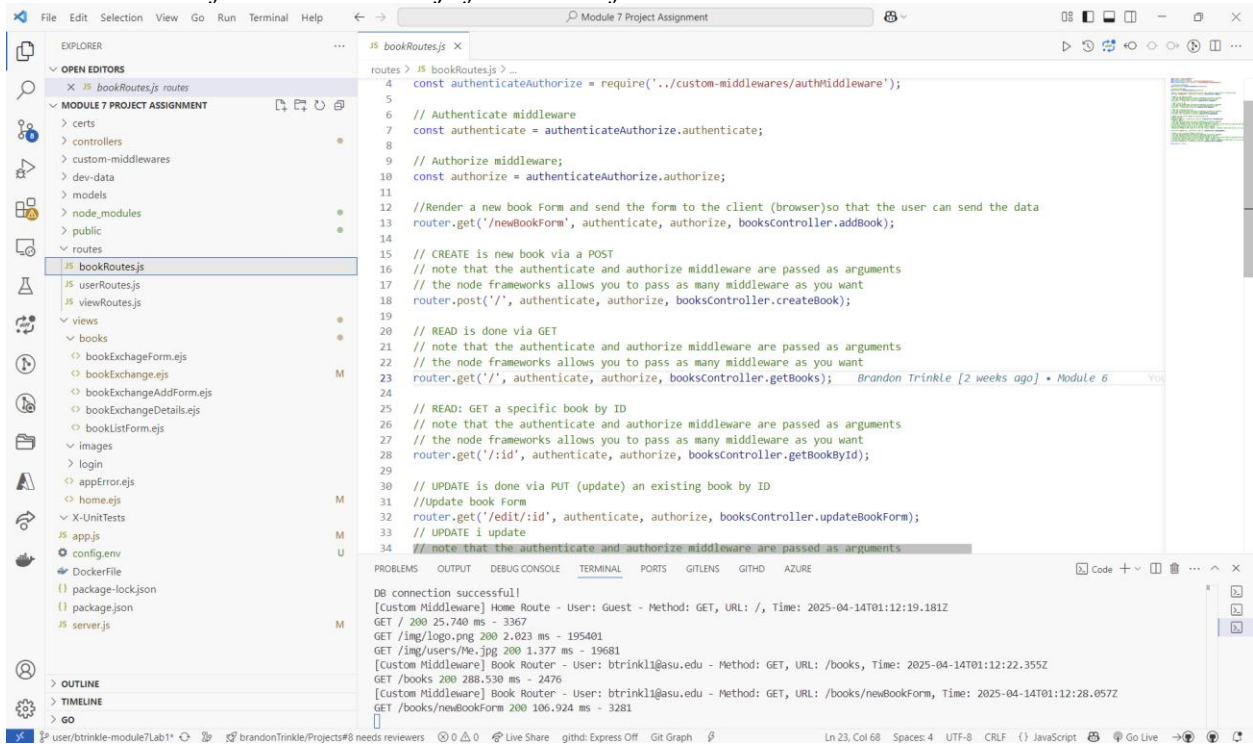 File Edit Selection View Go Run Terminal Help
Module 7 Project Assignment
EXPLORER
OPEN EDITORS
JS bookRoutes.js routes
MODULE 7 PROJECT ASSIGNMENT
certs
controllers
custom-middlewares
dev-data
models
node_modules
public
routes
JS bookRoutes.js
JS userRoutes.js
JS viewRoutes.js
views
books
bookExchageForm.ejs
bookExchange.ejs M
bookExchangeAddForm.ejs
bookExchangeDetails.ejs
bookListForm.ejs
images
login
appError.ejs
home.ejs M
X-UnitTests
JS app.js M
config.env U
DockerFile
package-lock.json
package.json
JS server.js M
OUTLINE
TIMELINE
GO
JS bookRoutes.js
routes > JS bookRoutes.js > ...
4 const authenticateAuthorize = require('../custom-middlewares/authMiddleware');
5
6 // Authenticate middleware
7 const authenticate = authenticateAuthorize.authenticate;
8
9 // Authorize middleware;
10 const authorize = authenticateAuthorize.authorize;
11
12 //Render a new book Form and send the form to the client (browser)so that the user can send the data
13 router.get('/newBookForm', authenticate, authorize, booksController.addBook);
14
15 // CREATE is new book via a POST
16 // note that the authenticate and authorize middleware are passed as arguments
17 // the node frameworks allows you to pass as many middleware as you want
18 router.post('/', authenticate, authorize, booksController.createBook);
19
20 // READ is done via GET
21 // note that the authenticate and authorize middleware are passed as arguments
22 // the node frameworks allows you to pass as many middleware as you want
23 router.get('/', authenticate, authorize, booksController.getBooks); Brandon Trinkle [2 weeks ago] • Module 6 You
24
25 // READ: GET a specific book by ID
26 // note that the authenticate and authorize middleware are passed as arguments
27 // the node frameworks allows you to pass as many middleware as you want
28 router.get('/:id', authenticate, authorize, booksController.getBookById);
29
30 // UPDATE is done via PUT (update) an existing book by ID
31 //Update book Form
32 router.get('/edit/:id', authenticate, authorize, booksController.updateBookForm);
33 // UPDATE i update
34 // note that the authenticate and authorize middleware are passed as arguments
PROBLEMS OUTPUT DEBUG CONSOLE TERMINAL PORTS GITLENS GITHD AZURE
Code
DB connection successful!
[Custom Middleware] Home Route - User: Guest - Method: GET, URL: /, Time: 2025-04-14T01:12:19.181Z
GET / 200 25.740 ms - 3367
GET /img/logo.png 200 2.023 ms - 195401
GET /img/users/Me.jpg 200 1.377 ms - 19681
[Custom Middleware] Book Router - User: btrinkl1@asu.edu - Method: GET, URL: /books, Time: 2025-04-14T01:12:22.355Z
GET /books 200 288.530 ms - 2476
[Custom Middleware] Book Router - User: btrinkl1@asu.edu - Method: GET, URL: /books/newBookForm, Time: 2025-04-14T01:12:28.057Z
GET /books/newBookForm 200 106.924 ms - 3281
user/btrinkle-module7Lab1* brandonTrinkle/Projects#8 needs reviewers 0 0 0 Live Share githd: Express Off Git Graph Ln 23, Col 68 Spaces: 4 UTF-8 CRLF {} JavaScript Go Live